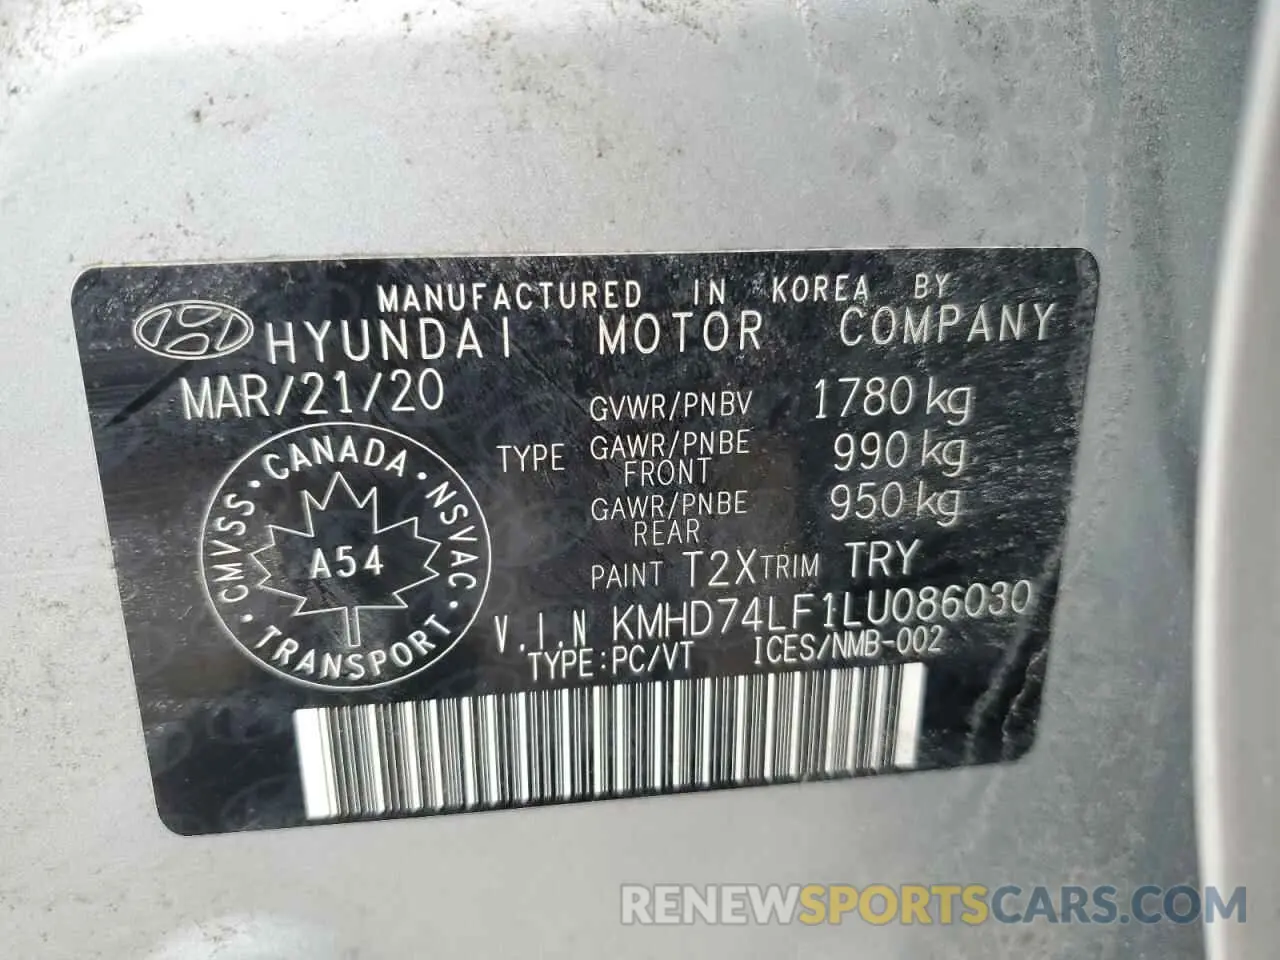 MANUFACTURED IN KOREA BY
HYUNDAI MOTOR COMPANY
MAR/21/20
GVWR/PNBV 1780 kg
TYPE GAWR/PNBE FRONT 990 kg
GAWR/PNBE REAR 950 kg
PAINT T2X TRIM TRY
V.I.N KMHD74LF1LU086030
TYPE:PC/VT ICES/NMB-002
CMVSS · CANADA · NSVAC · TRANSPORT ·
A54
RENEWSPORTSCARS.COM